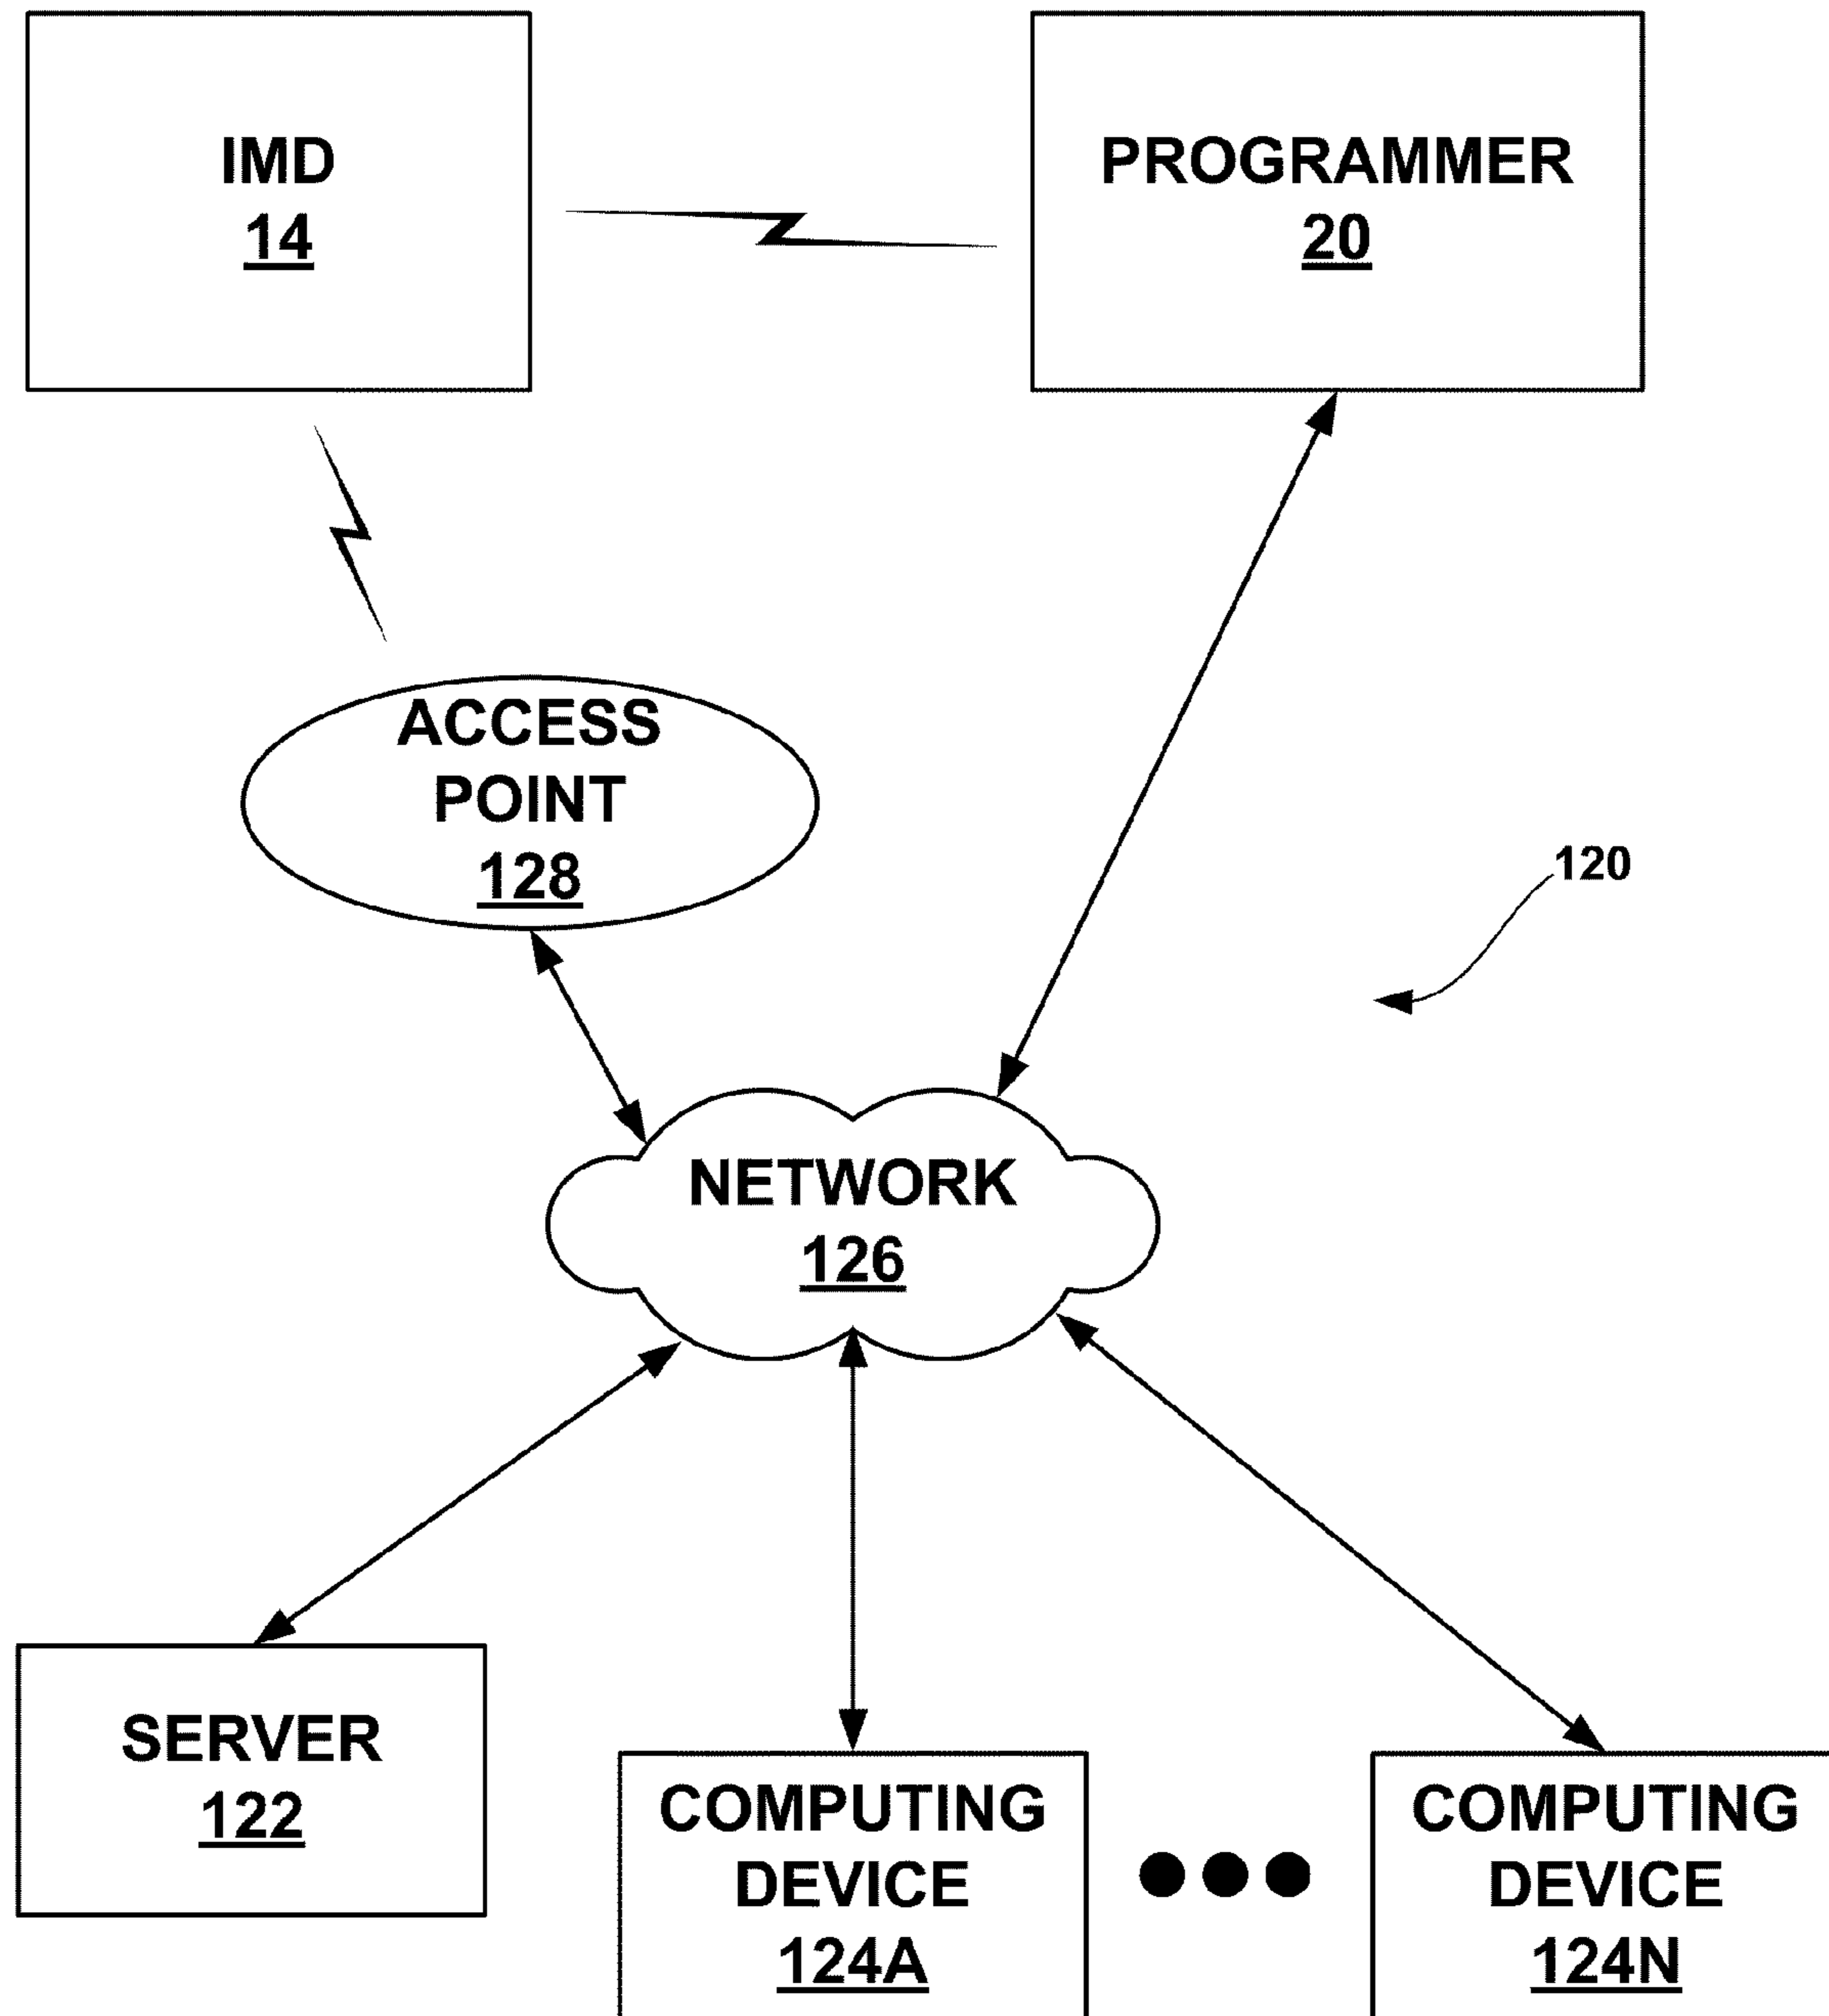 IMD
14
PROGRAMMER
20
ACCESS
POINT
128
120
NETWORK
126
SERVER
122
COMPUTING
DEVICE
124A
COMPUTING
DEVICE
124N